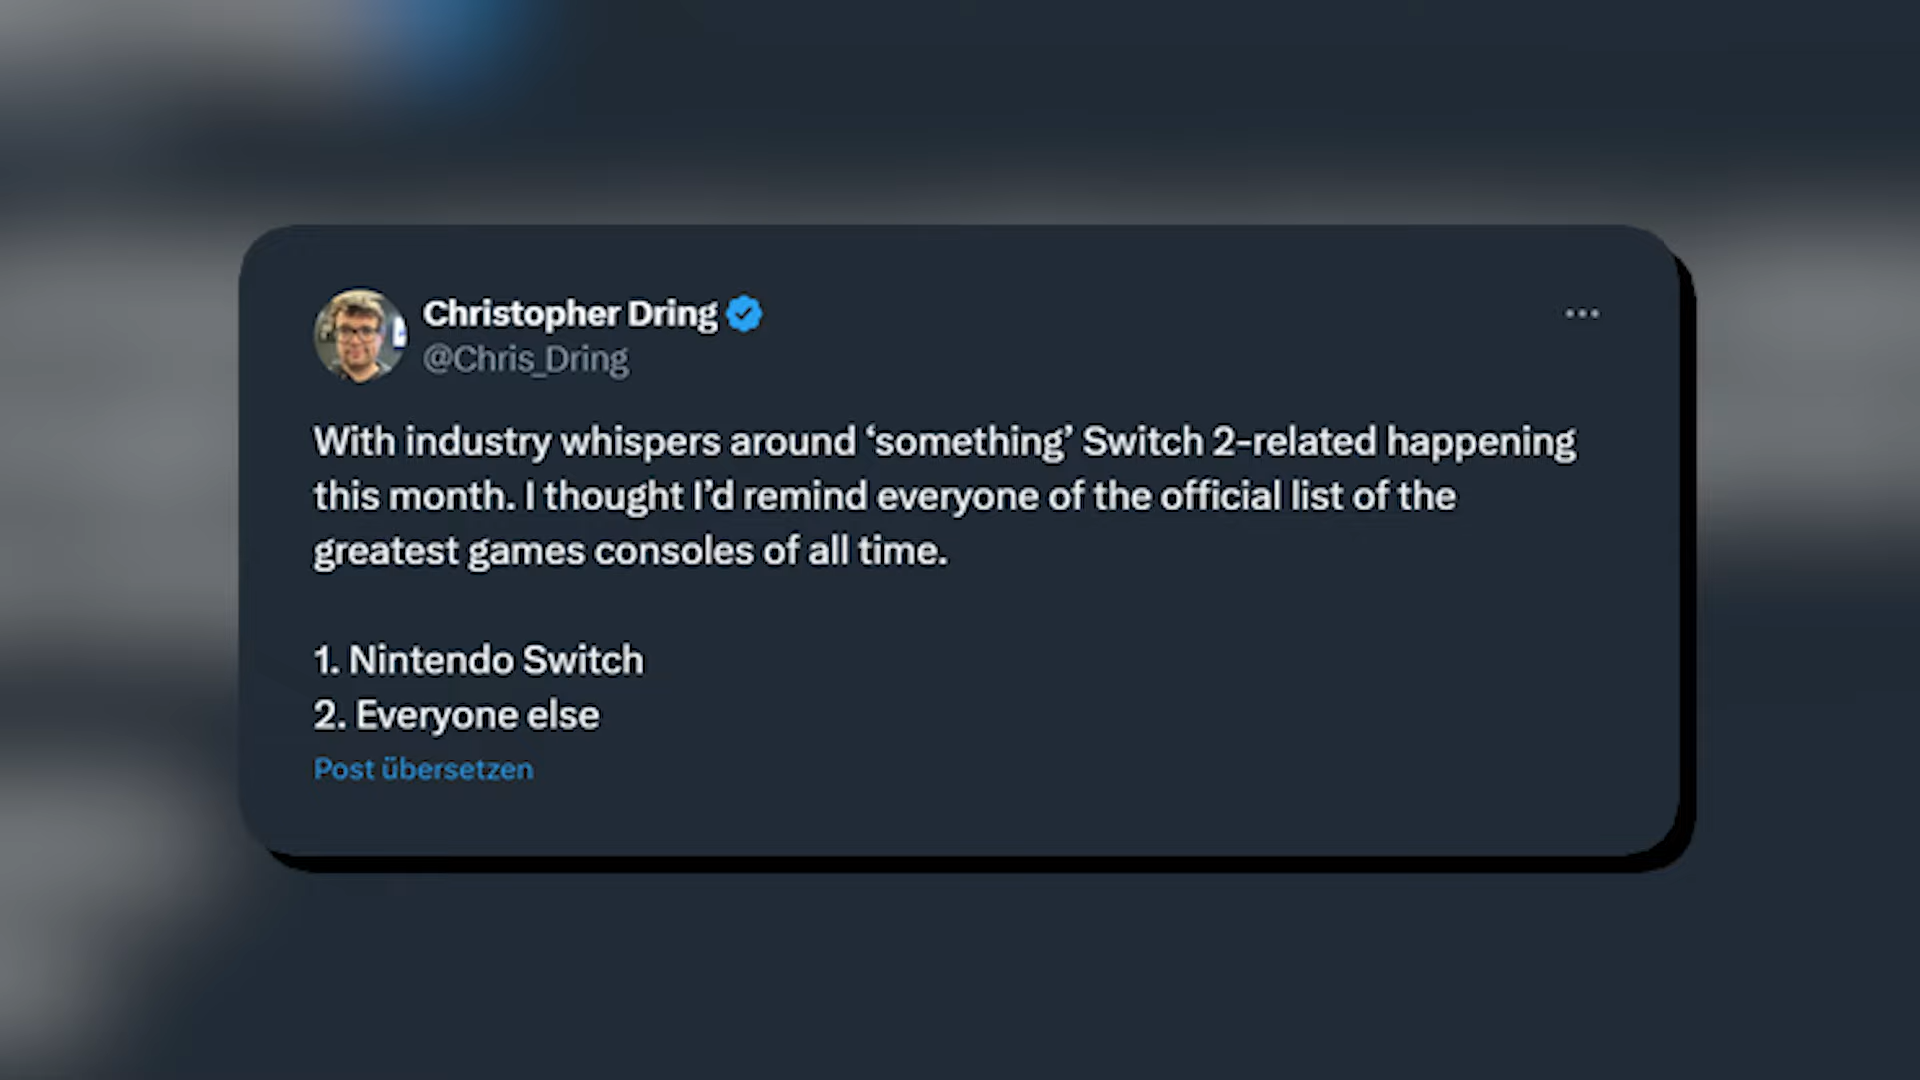 Christopher Dring
@Chris_Dring
With industry whispers around ‘something’ Switch 2-related happening
this month. I thought I’d remind everyone of the official list of the
greatest games consoles of all time.
1. Nintendo Switch
2. Everyone else
Post übersetzen